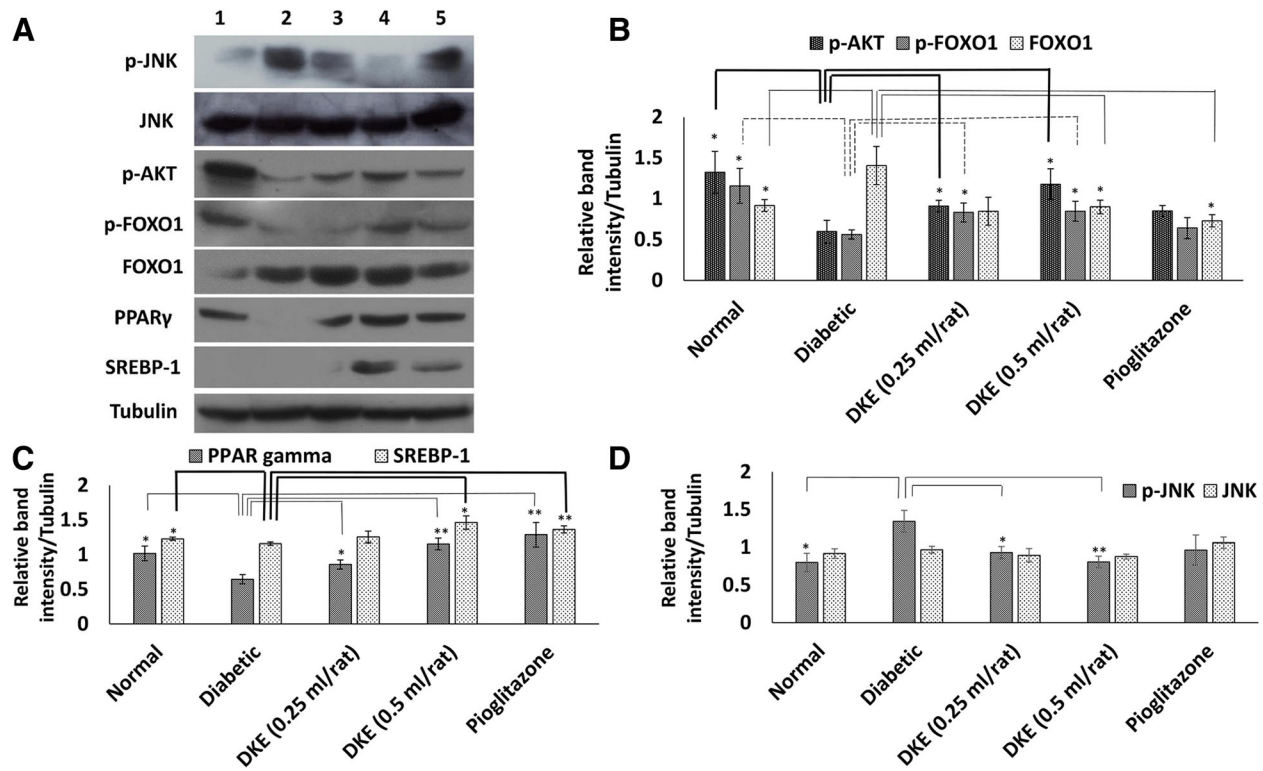 A
1 2 3 4 5
p-JNK
JNK
p-AKT
p-FOXO1
FOXO1
PPARγ
SREBP-1
Tubulin
B
p-AKT p-FOXO1 FOXO1
Relative band
intensity/Tubulin
2
1.5
1
0.5
0
* * *
* *
* * *
*
Normal
Diabetic
DKE (0.25 ml/rat)
DKE (0.5 ml/rat)
Pioglitazone
C
PPAR gamma SREBP-1
Relative band
intensity/Tubulin
2
1.5
1
0.5
0
* *
*
** *
** **
Normal
Diabetic
DKE (0.25 ml/rat)
DKE (0.5 ml/rat)
Pioglitazone
D
p-JNK JNK
Relative band
intensity/Tubulin
2
1.5
1
0.5
0
*
*
**
Normal
Diabetic
DKE (0.25 ml/rat)
DKE (0.5 ml/rat)
Pioglitazone